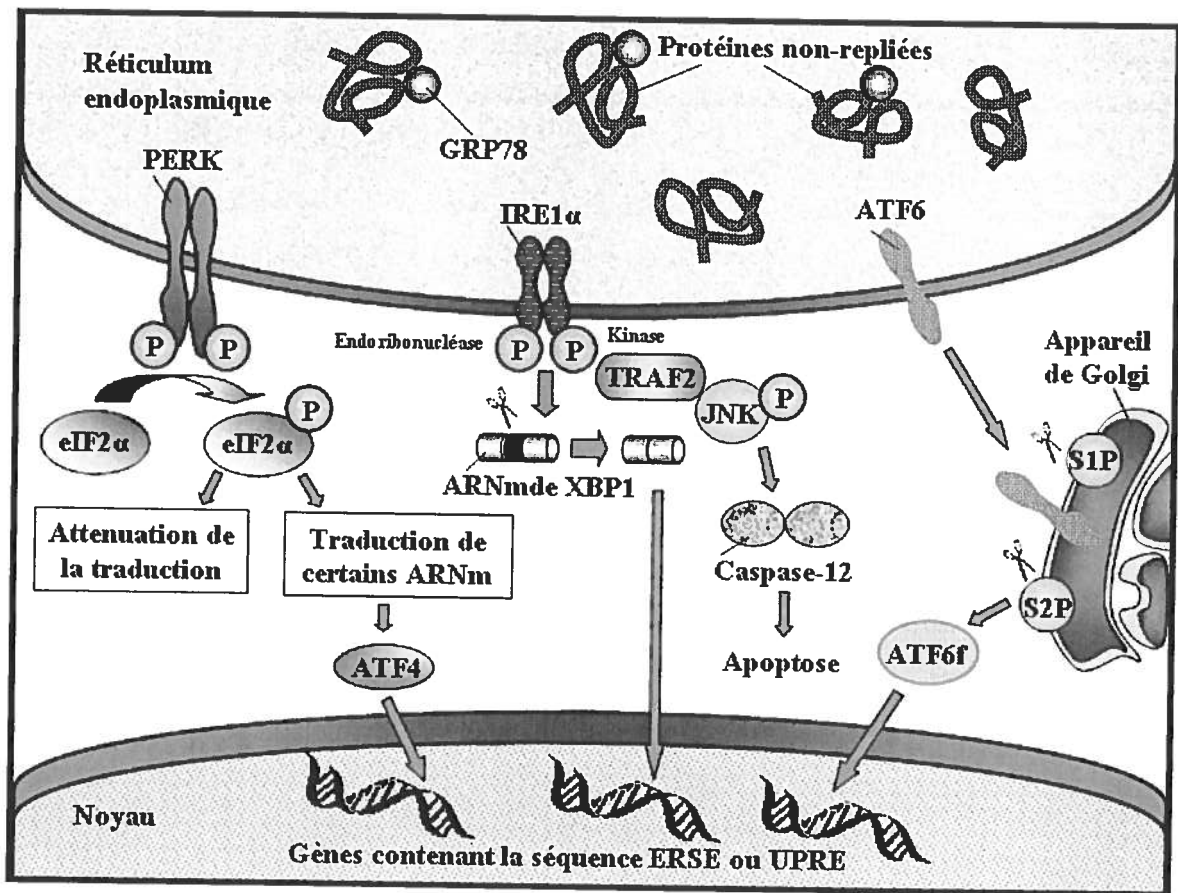 Réticulum
endoplasmique
Protéines non-repliées
GRP78
PERK
IRE1α
ATF6
P
P
Endoribonucléase
P
P
Kinase
TRAF2
JNK
P
Appareil
de Golgi
eIF2α
eIF2α
P
S1P
ARNmde XBP1
Attenuation de
la traduction
Traduction de
certains ARNm
Caspase-12
S2P
ATF4
Apoptose
ATF6f
Noyau
Gènes contenant la séquence ERSE ou UPRE